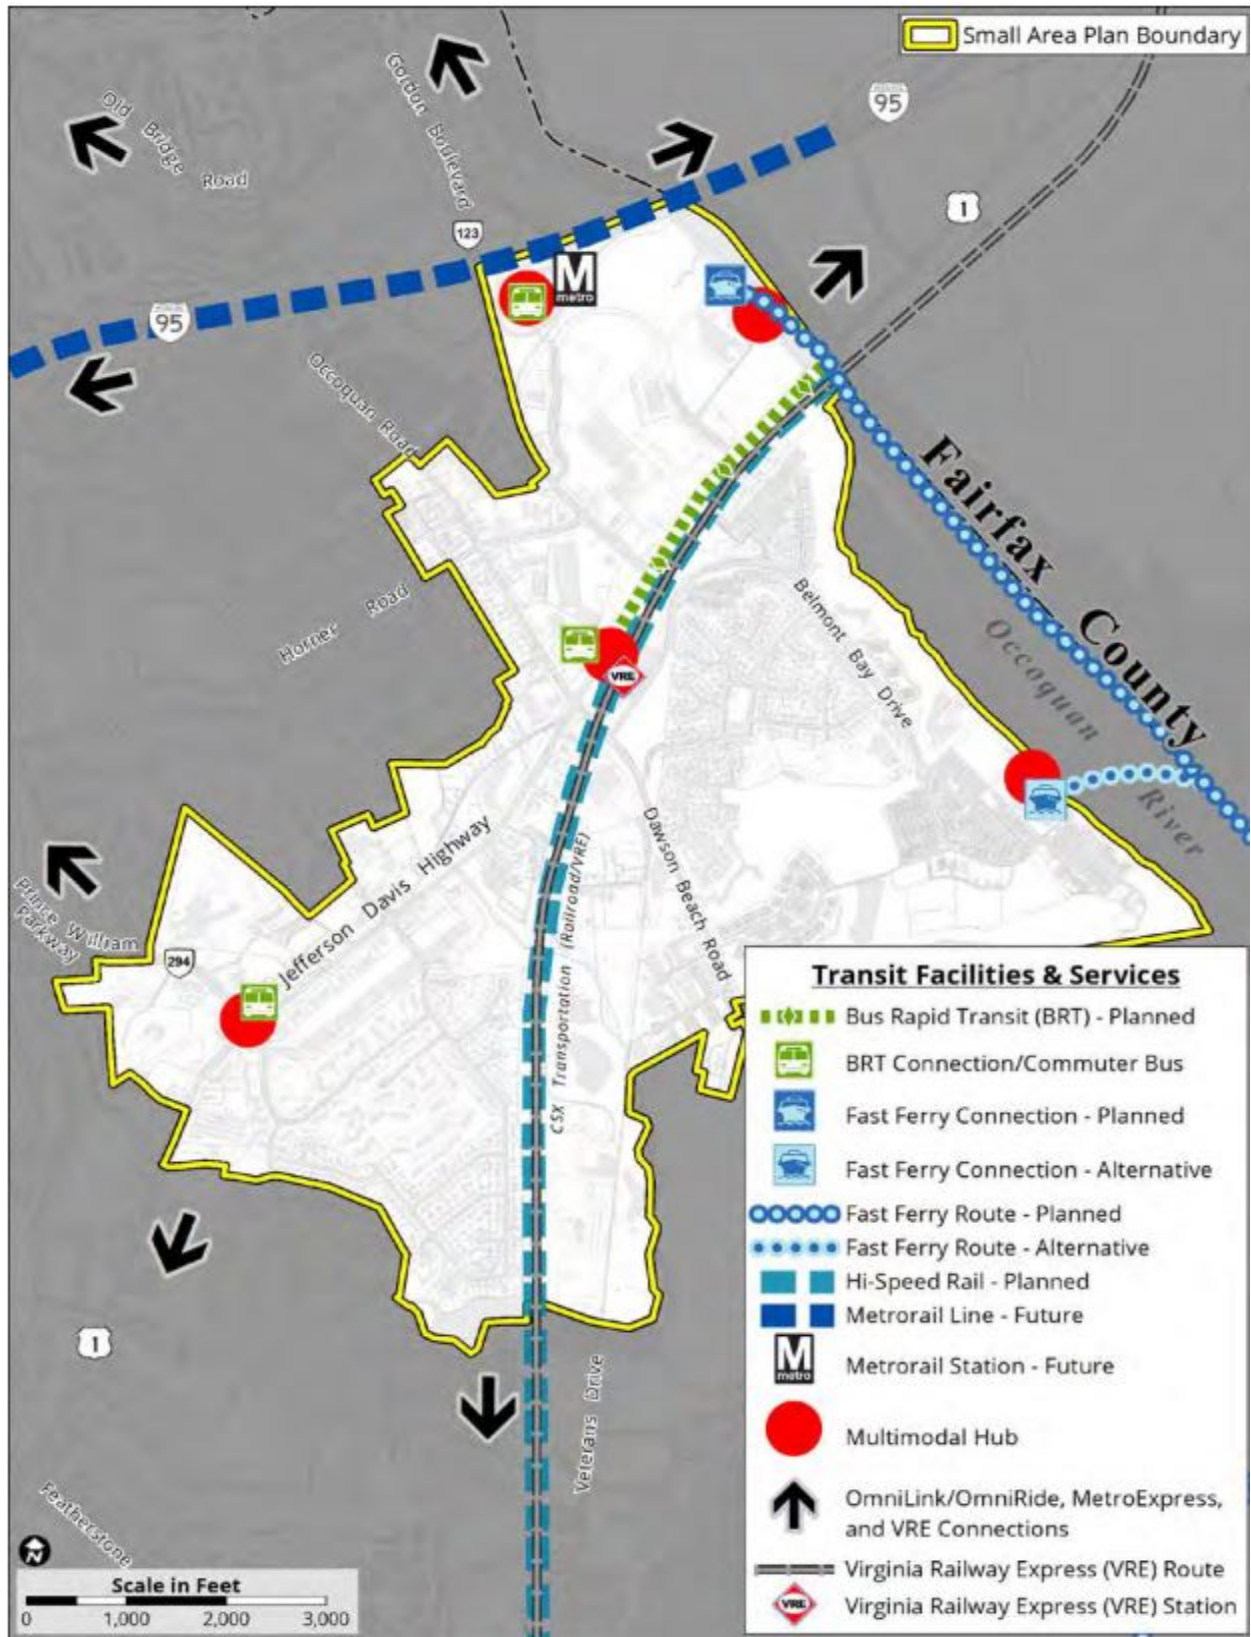 Small Area Plan Boundary
Gordon Boulevard
Old Bridge Road
95
1
123
M
metro
95
Occoquan Road
Fairfax County
Horner Road
Belmont Bay Drive
Occoquan River
VRE
Dawson Beach Road
Jefferson Davis Highway
CSX Transportation (Railroad/VRE)
Prince William
Parkway
294
1
Veterans Drive
Featherstone
N
Scale in Feet
0 1,000 2,000 3,000
Transit Facilities & Services
Bus Rapid Transit (BRT) - Planned
BRT Connection/Commuter Bus
Fast Ferry Connection - Planned
Fast Ferry Connection - Alternative
Fast Ferry Route - Planned
Fast Ferry Route - Alternative
Hi-Speed Rail - Planned
Metrorail Line - Future
M
metro
Metrorail Station - Future
Multimodal Hub
OmniLink/OmniRide, MetroExpress,
and VRE Connections
Virginia Railway Express (VRE) Route
VRE
Virginia Railway Express (VRE) Station